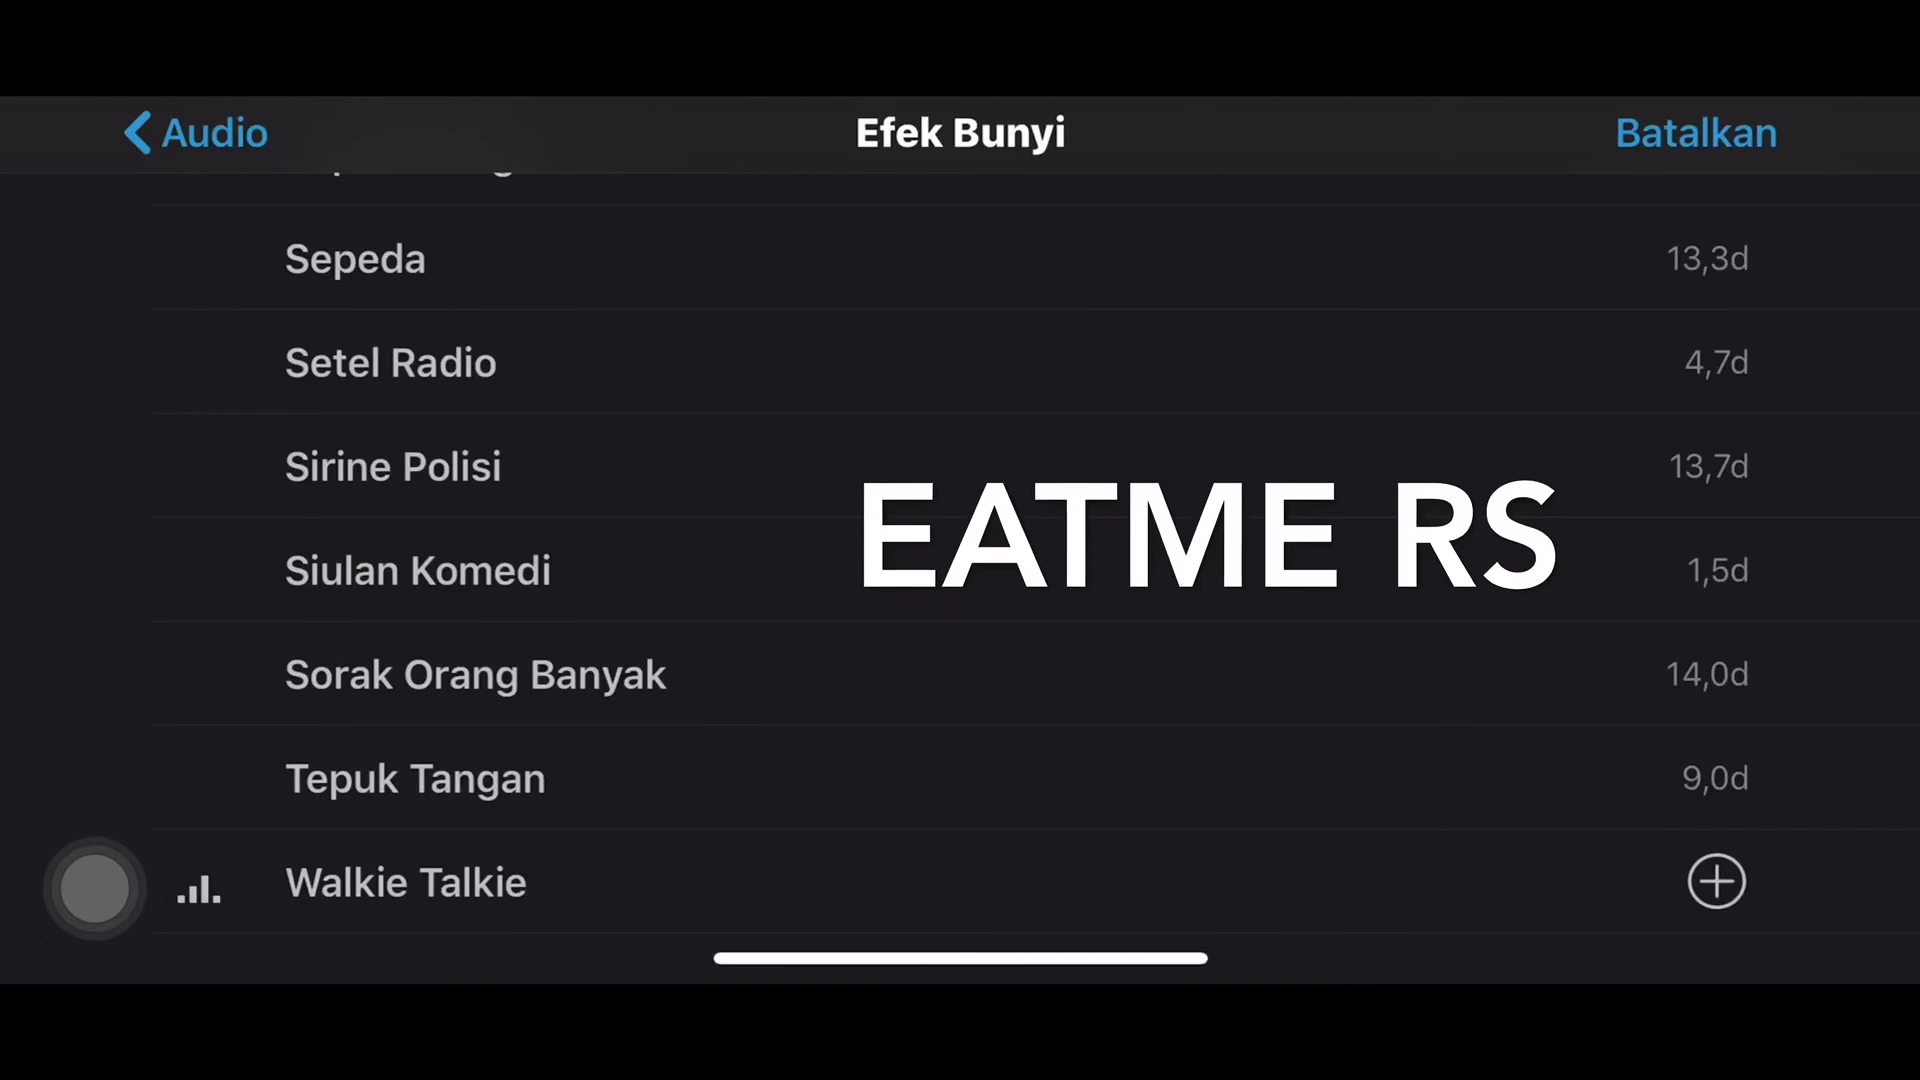 Audio
Efek Bunyi
Batalkan
Sepeda
13,3d
Setel Radio
4,7d
Sirine Polisi
13,7d
EATME RS
Siulan Komedi
1,5d
Sorak Orang Banyak
14,0d
Tepuk Tangan
9,0d
Walkie Talkie